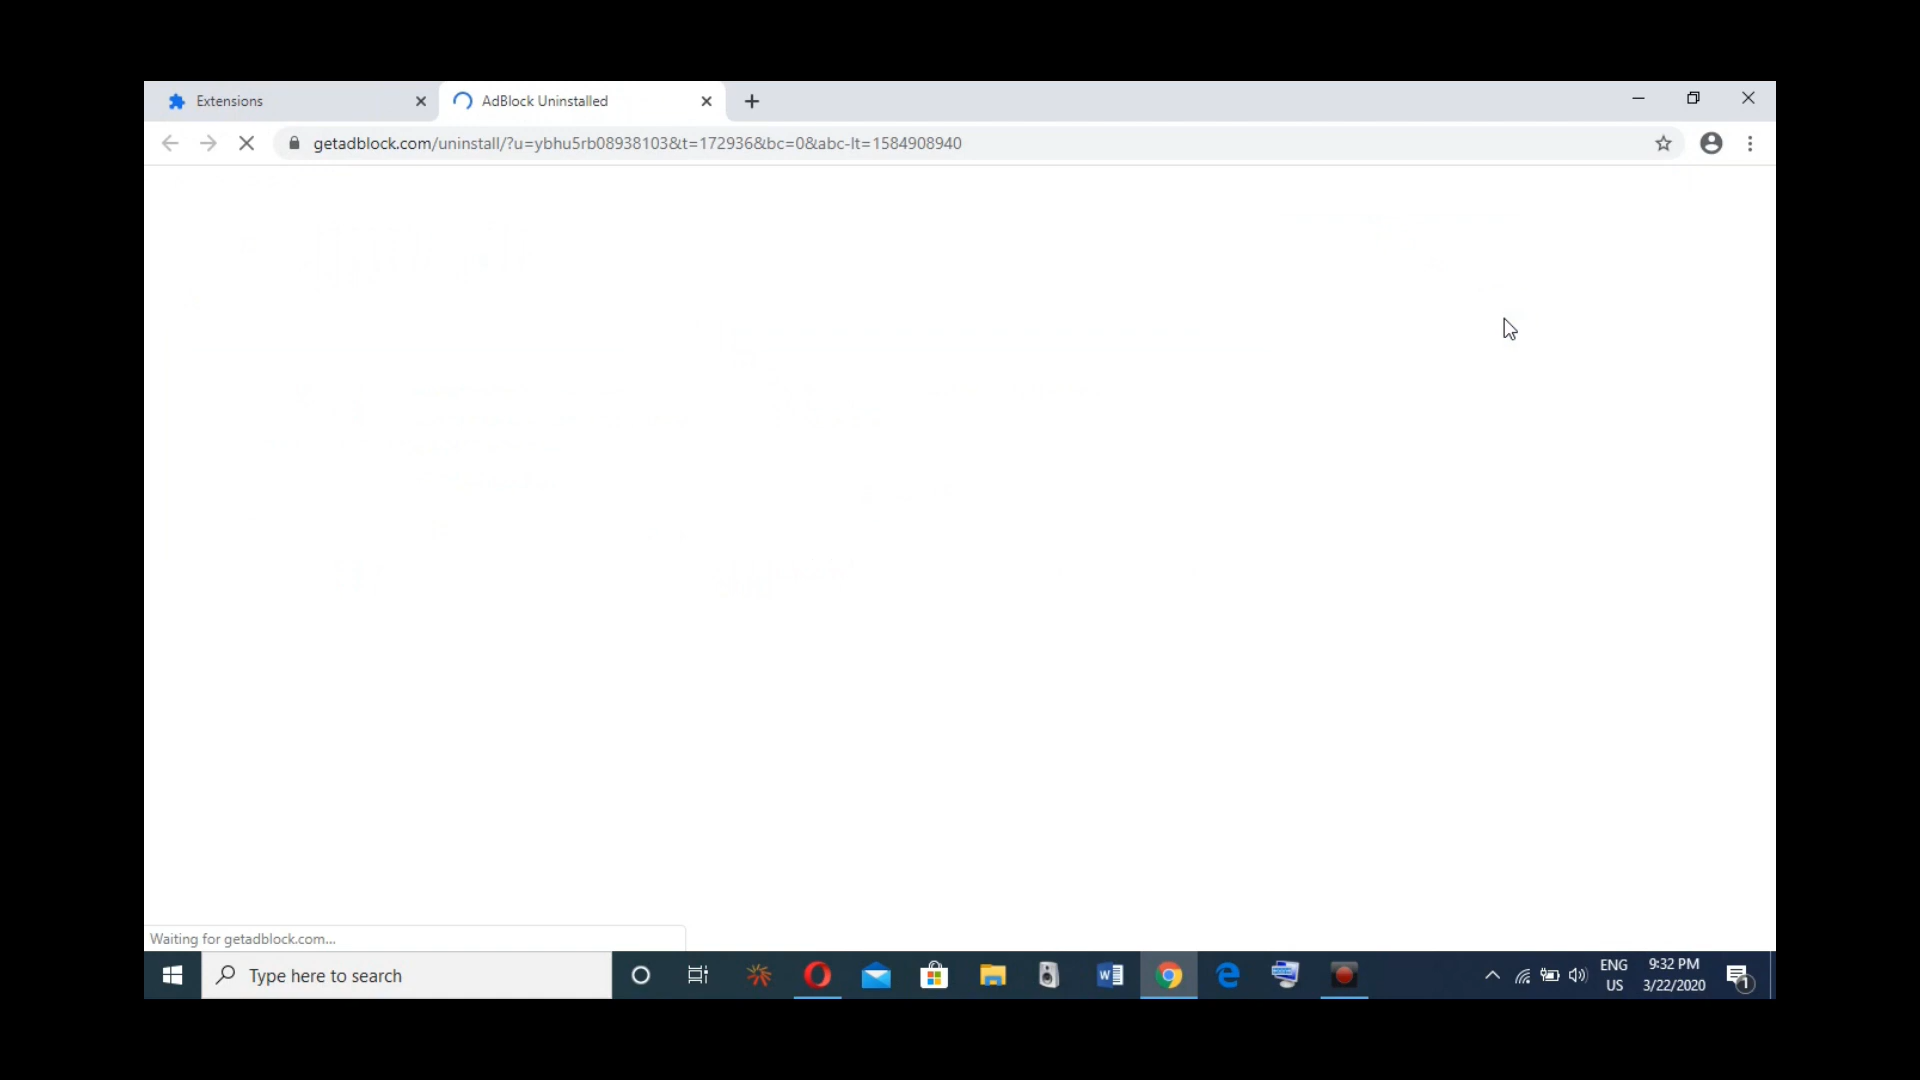 Extensions
AdBlock Uninstalled
getadblock.com/uninstall/?u=ybhu5rb08938103&t=172936&bc=0&abc-lt=1584908940
Waiting for getadblock.com...
Type here to search
ENG
US
9:32 PM
3/22/2020
1